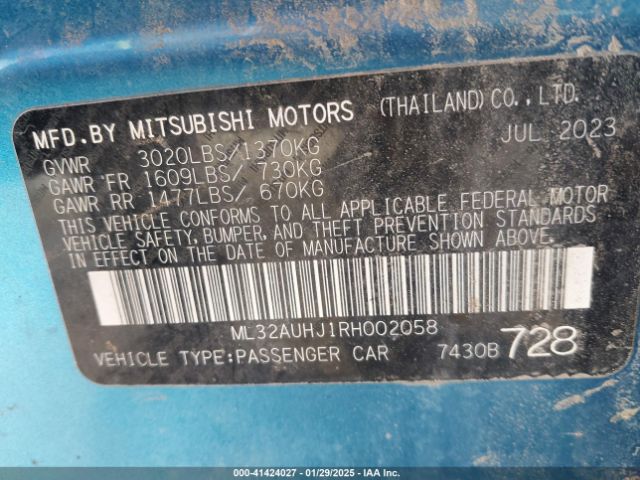 MFD.BY MITSUBISHI MOTORS (THAILAND) CO., LTD.
JUL 2023
GVWR 3020LBS/1370KG
GAWR FR 1609LBS/ 730KG
GAWR RR 1477LBS/ 670KG
THIS VEHICLE CONFORMS TO ALL APPLICABLE FEDERAL MOTOR
VEHICLE SAFETY, BUMPER, AND THEFT PREVENTION STANDARDS
IN EFFECT ON THE DATE OF MANUFACTURE SHOWN ABOVE.
ML32AUHJ1RH002058
VEHICLE TYPE:PASSENGER CAR 7430B 728
000-41424027 - 01/29/2025 - IAA Inc.